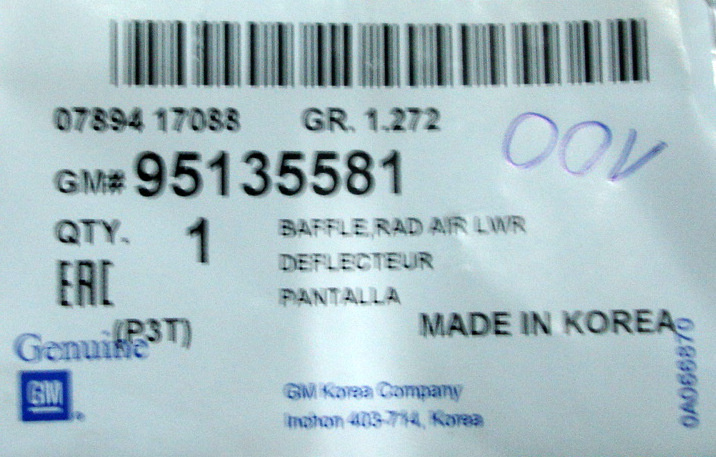 07894 17088 GR. 1.272
GM# 95135581
QTY. 1
BAFFLE,RAD AIR LWR
DEFLECTEUR
PANTALLA
EAC
(P3T)
MADE IN KOREA
Genuine
GM
GM Korea Company
Inchon 403-714, Korea
0A066870